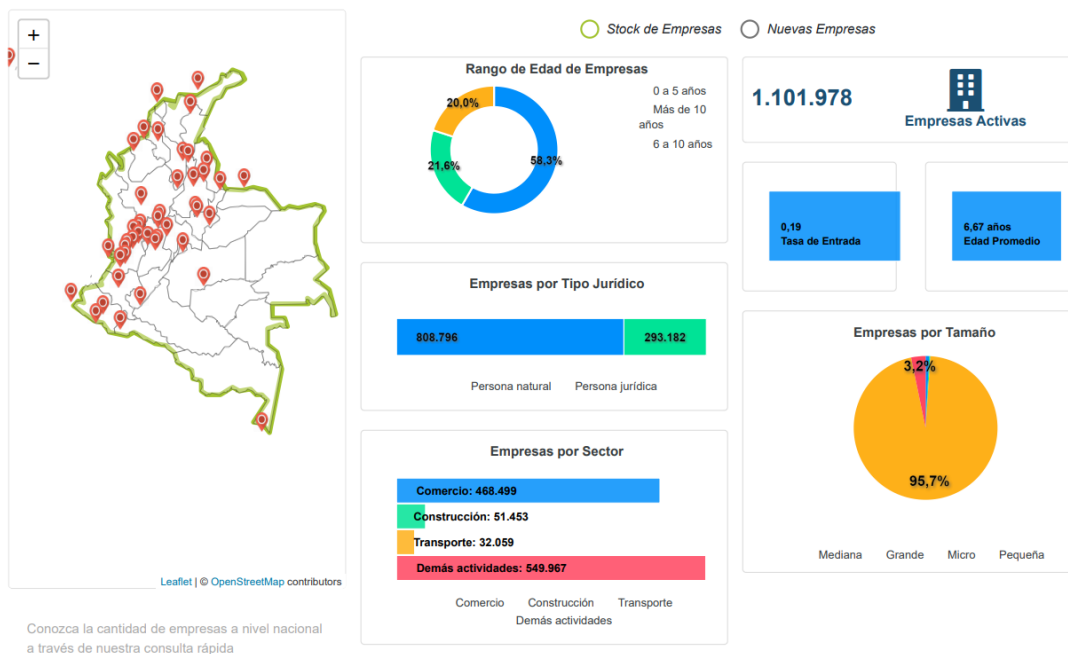 +
−
Leaflet | © OpenStreetMap contributors
Conozca la cantidad de empresas a nivel nacional
a través de nuestra consulta rápida
Stock de Empresas
Nuevas Empresas
Rango de Edad de Empresas
20,0%
21,6%
58,3%
0 a 5 años
Más de 10
años
6 a 10 años
Empresas por Tipo Jurídico
808.796
293.182
Persona natural
Persona jurídica
Empresas por Sector
Comercio: 468.499
Construcción: 51.453
Transporte: 32.059
Demás actividades: 549.967
Comercio
Construcción
Transporte
Demás actividades
1.101.978
Empresas Activas
0,19
Tasa de Entrada
6,67 años
Edad Promedio
Empresas por Tamaño
3,2%
95,7%
Mediana
Grande
Micro
Pequeña